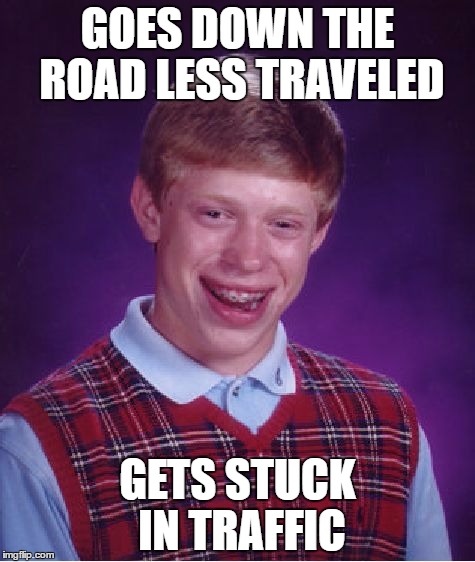 GOES DOWN THE
ROAD LESS TRAVELED
GETS STUCK
IN TRAFFIC
imgflip.com